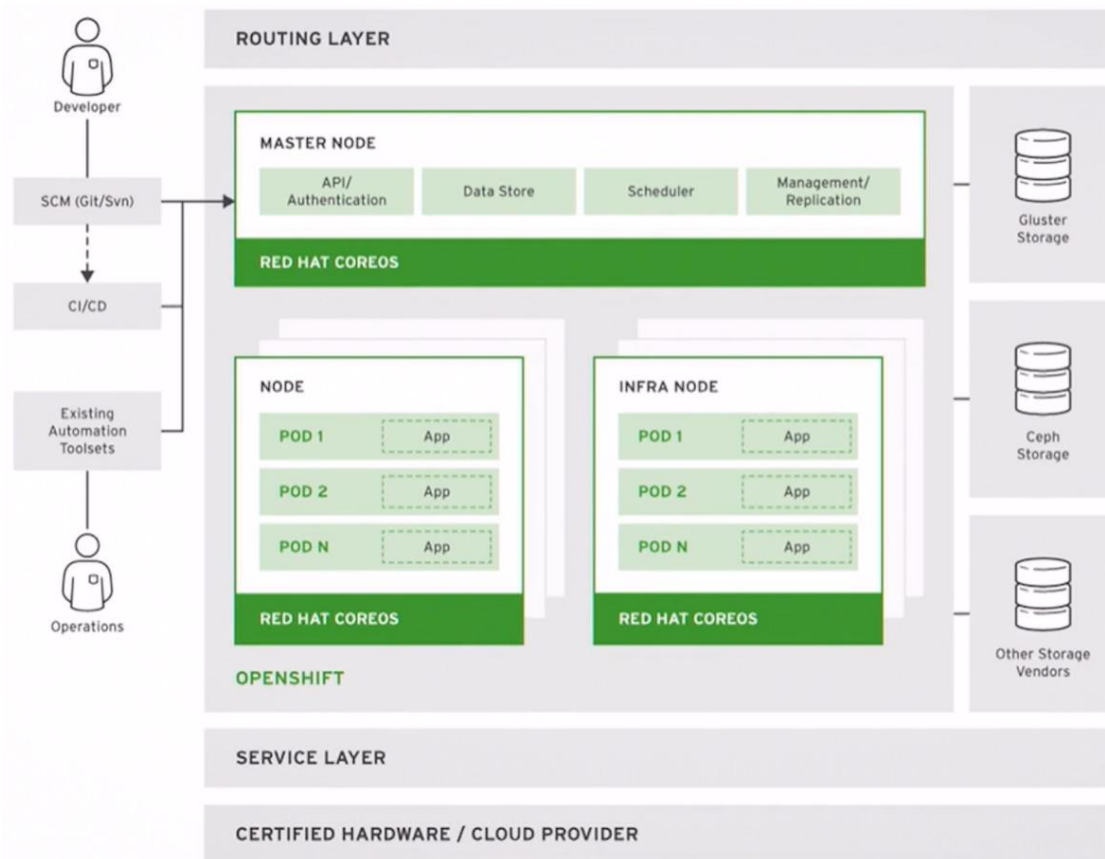 ROUTING LAYER
Developer
SCM (Git/Svn)
CI/CD
Existing
Automation
Toolsets
Operations
MASTER NODE
API/
Authentication
Data Store
Scheduler
Management/
Replication
RED HAT COREOS
NODE
POD 1
App
POD 2
App
POD N
App
RED HAT COREOS
INFRA NODE
POD 1
App
POD 2
App
POD N
App
RED HAT COREOS
OPENSHIFT
Gluster
Storage
Ceph
Storage
Other Storage
Vendors
SERVICE LAYER
CERTIFIED HARDWARE / CLOUD PROVIDER